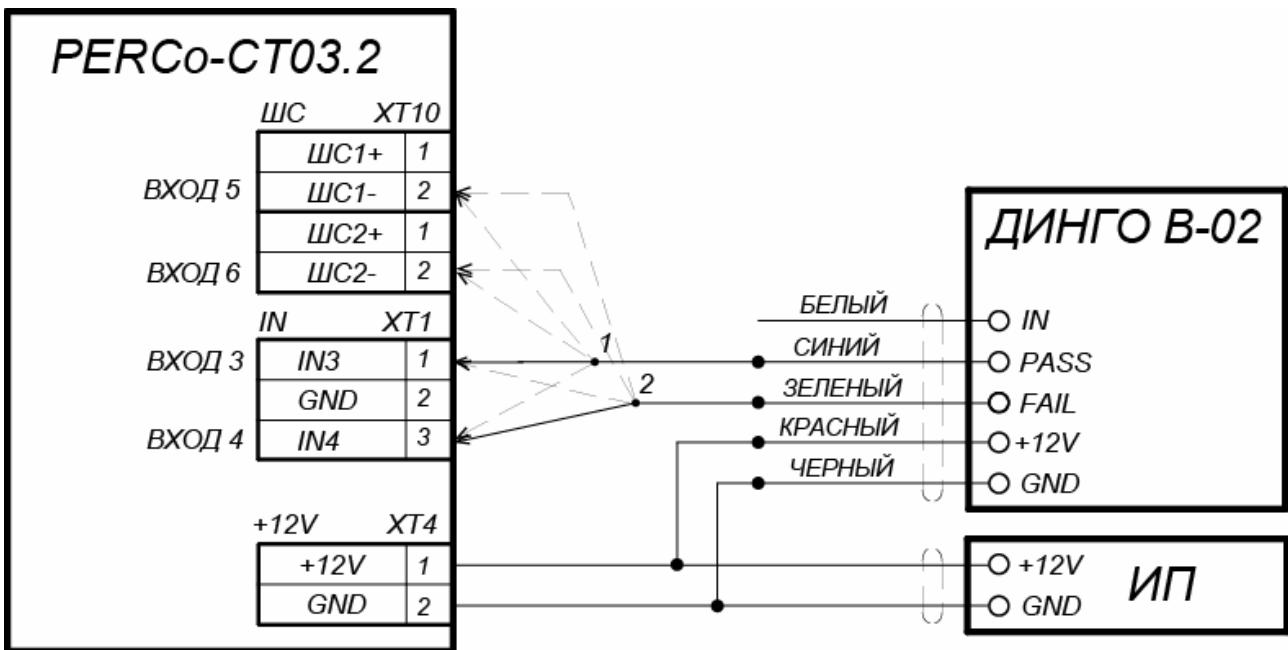 PERCo-CT03.2
ШС XT10
ШС1+ 1
ВХОД 5 ШС1- 2
ШС2+ 1
ВХОД 6 ШС2- 2
IN XT1
ВХОД 3 IN3 1
GND 2
ВХОД 4 IN4 3
+12V XT4
+12V 1
GND 2
1
2
БЕЛЫЙ
СИНИЙ
ЗЕЛЕНЫЙ
КРАСНЫЙ
ЧЕРНЫЙ
ДИНГО В-02
IN
PASS
FAIL
+12V
GND
+12V
GND
ИП